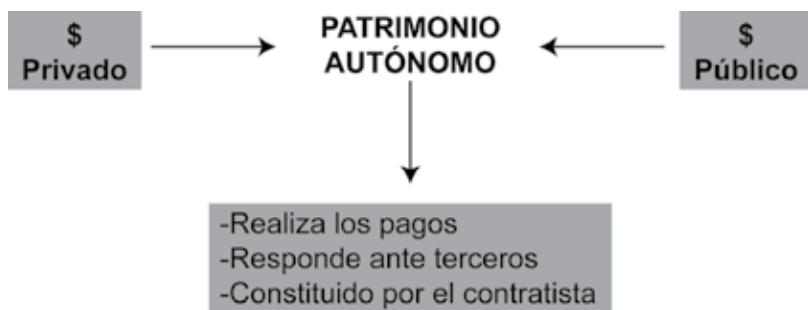 $
Privado
PATRIMONIO
AUTÓNOMO
$
Público
-Realiza los pagos
-Responde ante terceros
-Constituido por el contratista